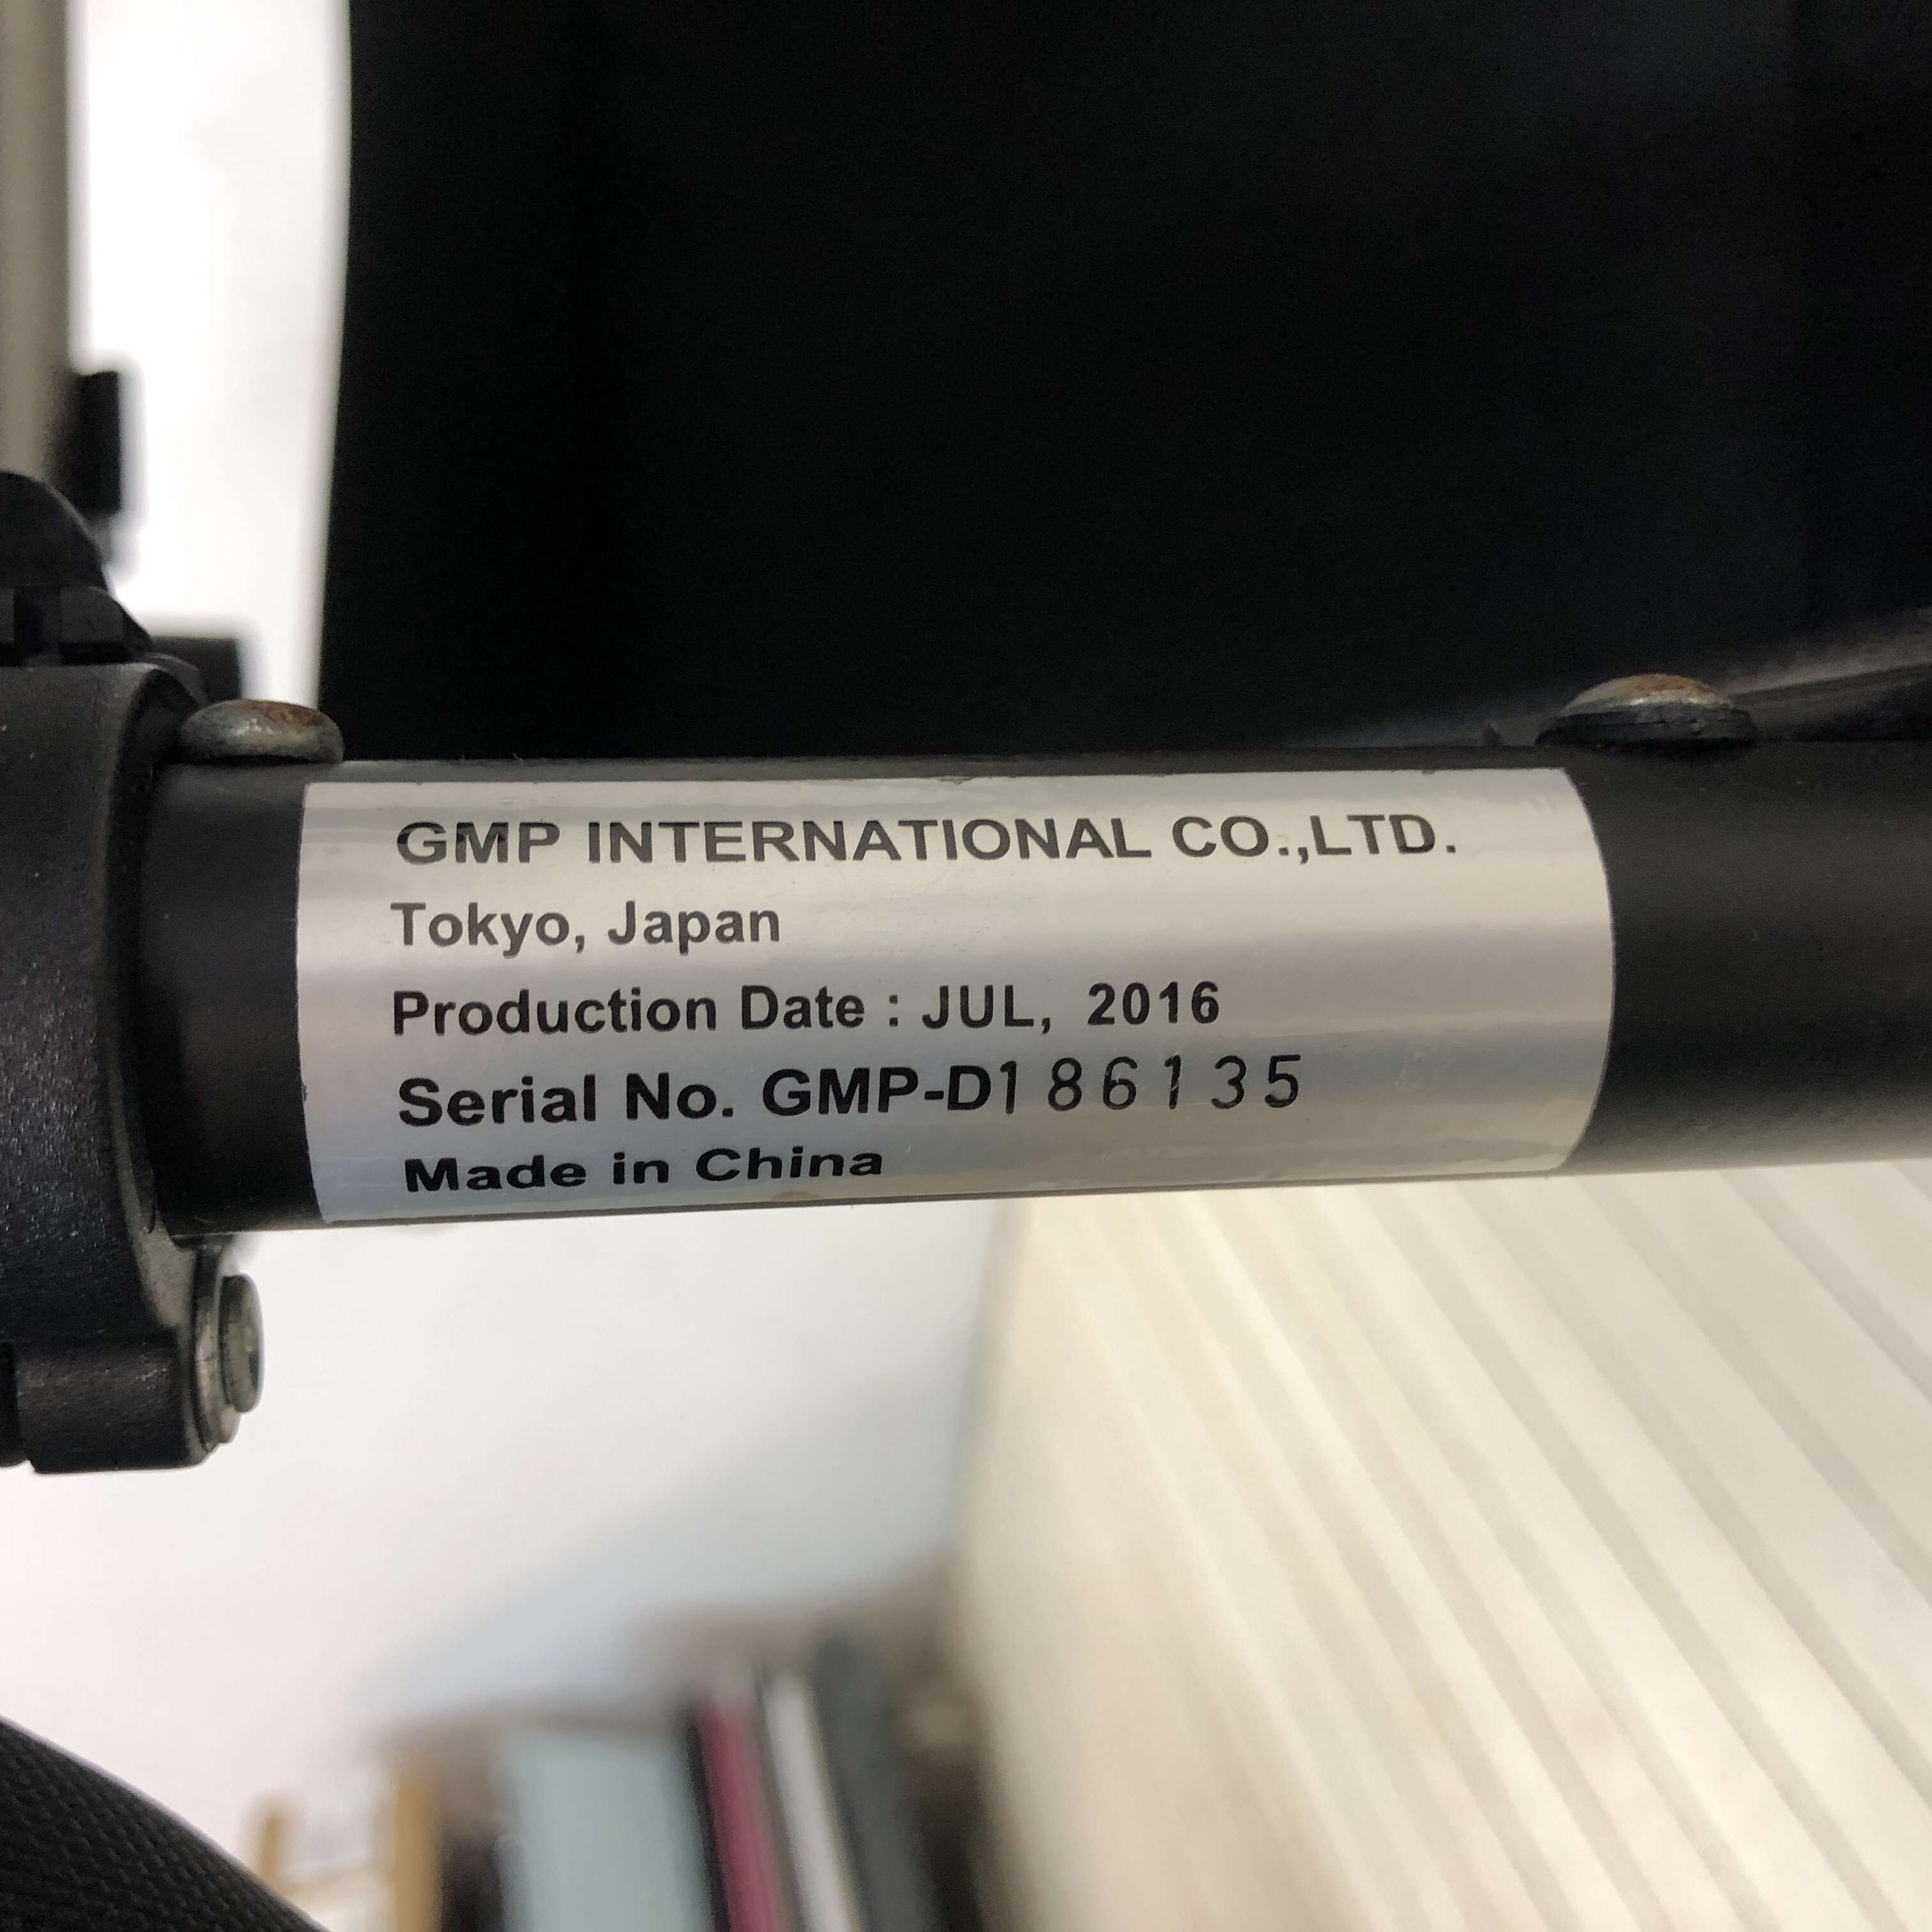 GMP INTERNATIONAL CO.,LTD.
Tokyo, Japan
Production Date : JUL, 2016
Serial No. GMP-D186135
Made in China